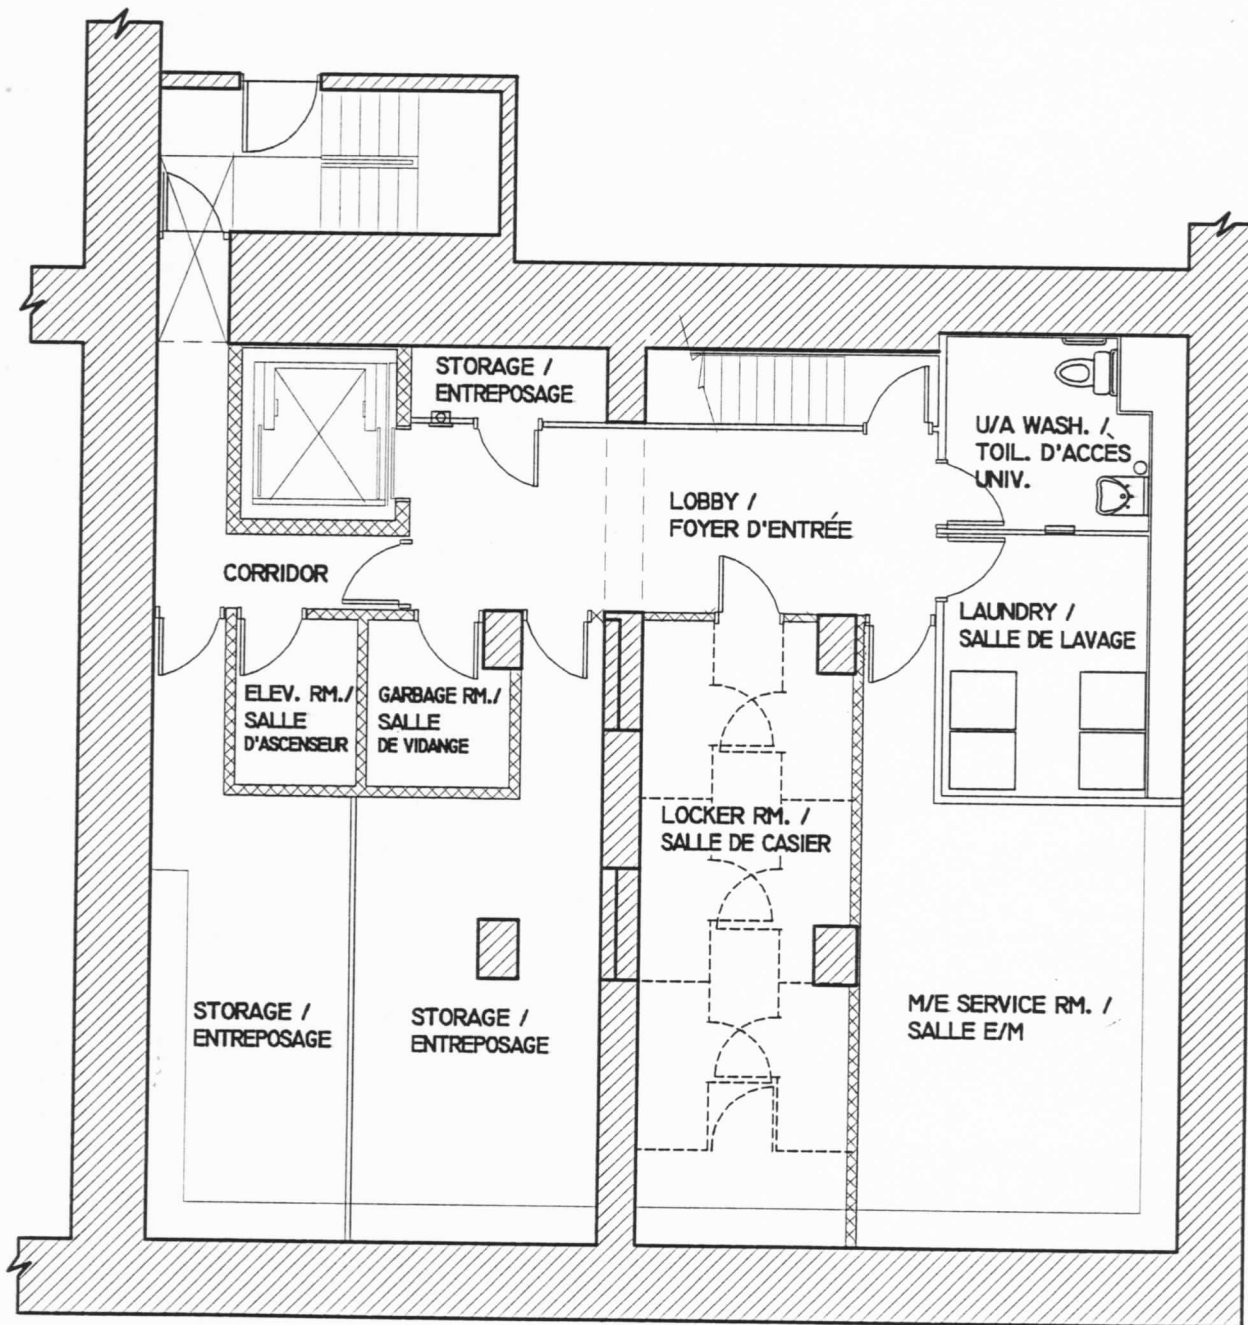 STORAGE /
ENTREPOSAGE
U/A WASH. /
TOIL. D'ACCÈS
UNIV.
LOBBY /
FOYER D'ENTRÉE
CORRIDOR
LAUNDRY /
SALLE DE LAVAGE
ELEV. RM./
SALLE
D'ASCENSEUR
GARBAGE RM./
SALLE
DE VIDANGE
LOCKER RM. /
SALLE DE CASIER
STORAGE /
ENTREPOSAGE
STORAGE /
ENTREPOSAGE
M/E SERVICE RM. /
SALLE E/M